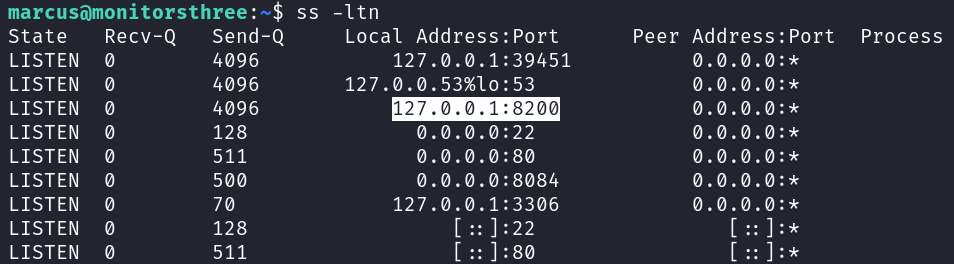 marcus@monitorsthree:~$ ss -ltn
State   Recv-Q  Send-Q     Local Address:Port      Peer Address:Port  Process
LISTEN  0       4096           127.0.0.1:39451          0.0.0.0:*
LISTEN  0       4096       127.0.0.53%lo:53             0.0.0.0:*
LISTEN  0       4096           127.0.0.1:8200           0.0.0.0:*
LISTEN  0       128              0.0.0.0:22             0.0.0.0:*
LISTEN  0       511              0.0.0.0:80             0.0.0.0:*
LISTEN  0       500              0.0.0.0:8084           0.0.0.0:*
LISTEN  0       70             127.0.0.1:3306           0.0.0.0:*
LISTEN  0       128                 [::]:22                [::]:*
LISTEN  0       511                 [::]:80                [::]:*